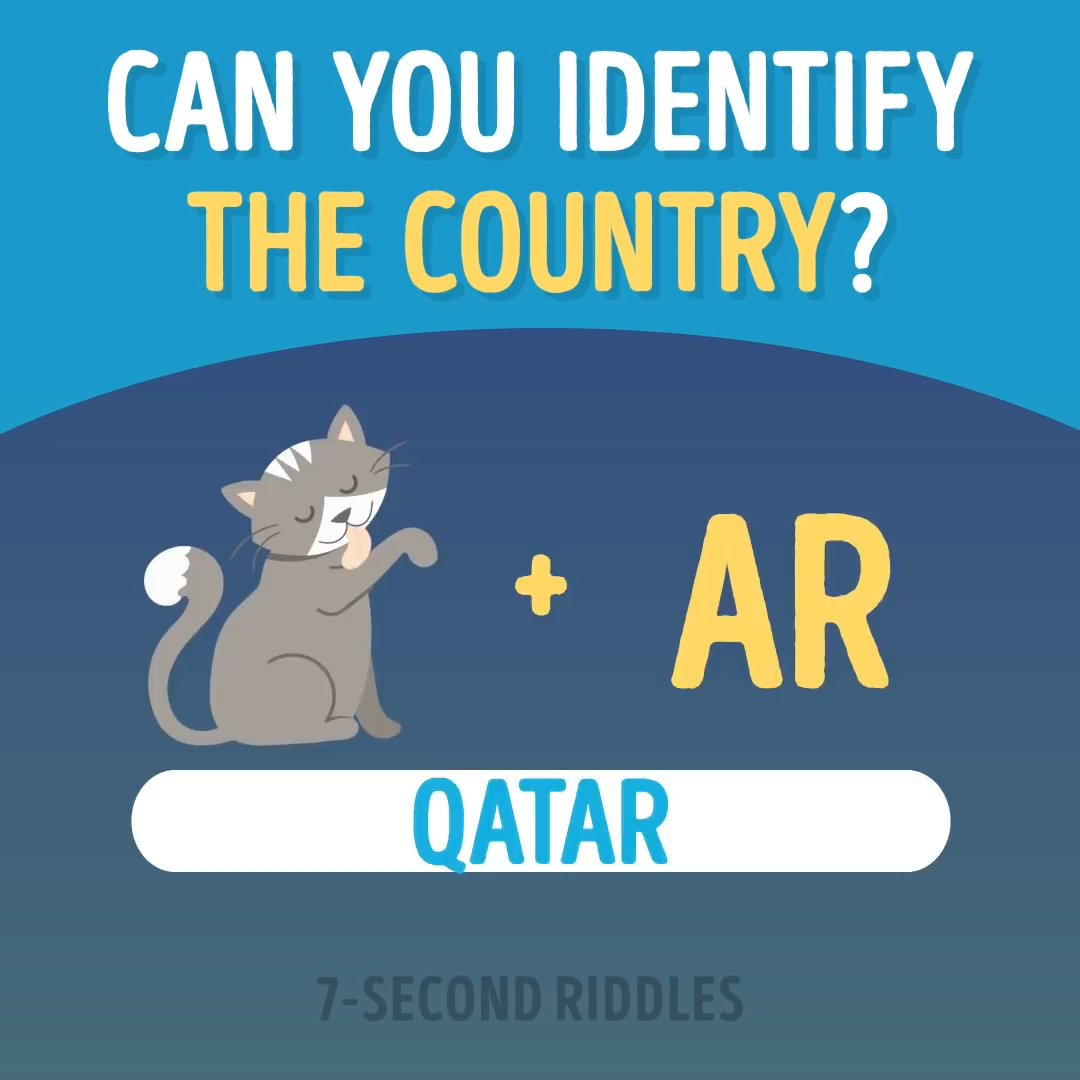 CAN YOU IDENTIFY
THE COUNTRY?
+ AR
QATAR
7-SECOND RIDDLES